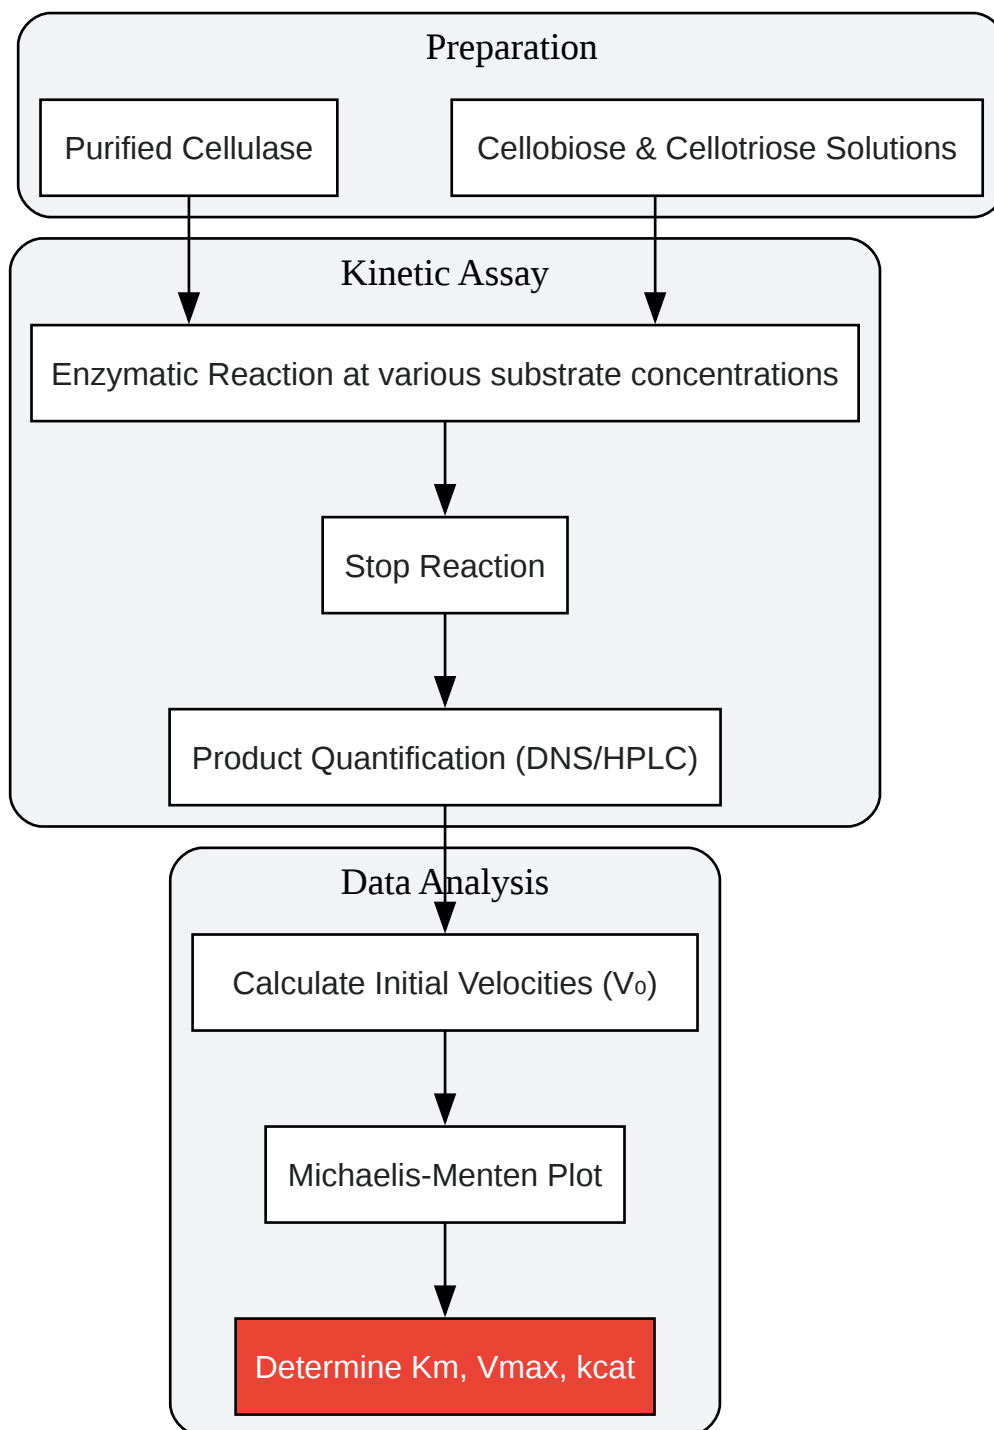 Preparation
Purified Cellulase
Cellobiose & Cellotriose Solutions
Kinetic Assay
Enzymatic Reaction at various substrate concentrations
Stop Reaction
Product Quantification (DNS/HPLC)
Data Analysis
Calculate Initial Velocities (V₀)
Michaelis-Menten Plot
Determine Km, Vmax, kcat